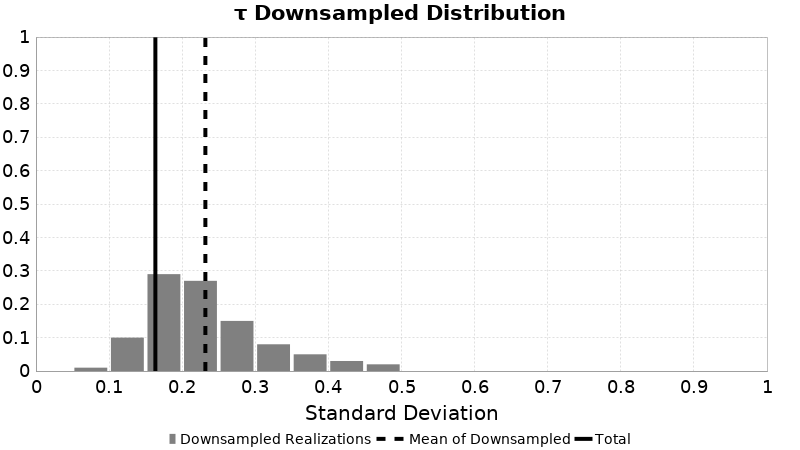 τ Downsampled Distribution
1
0.9
0.8
0.7
0.6
0.5
0.4
0.3
0.2
0.1
0
0 0.1 0.2 0.3 0.4 0.5 0.6 0.7 0.8 0.9 1
Standard Deviation
Downsampled Realizations Mean of Downsampled Total